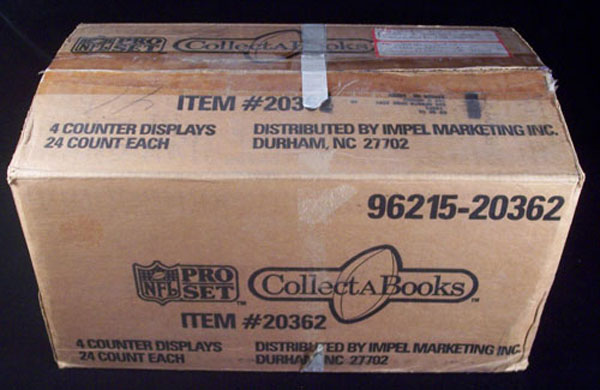 NFL PRO SET CollectABooks
ITEM #20362
4 COUNTER DISPLAYS DISTRIBUTED BY IMPEL MARKETING INC.
24 COUNT EACH DURHAM, NC 27702
96215-20362
NFL PRO SET TM CollectABooks TM
ITEM #20362
4 COUNTER DISPLAYS DISTRIBUTED BY IMPEL MARKETING INC.
24 COUNT EACH DURHAM, NC 27702